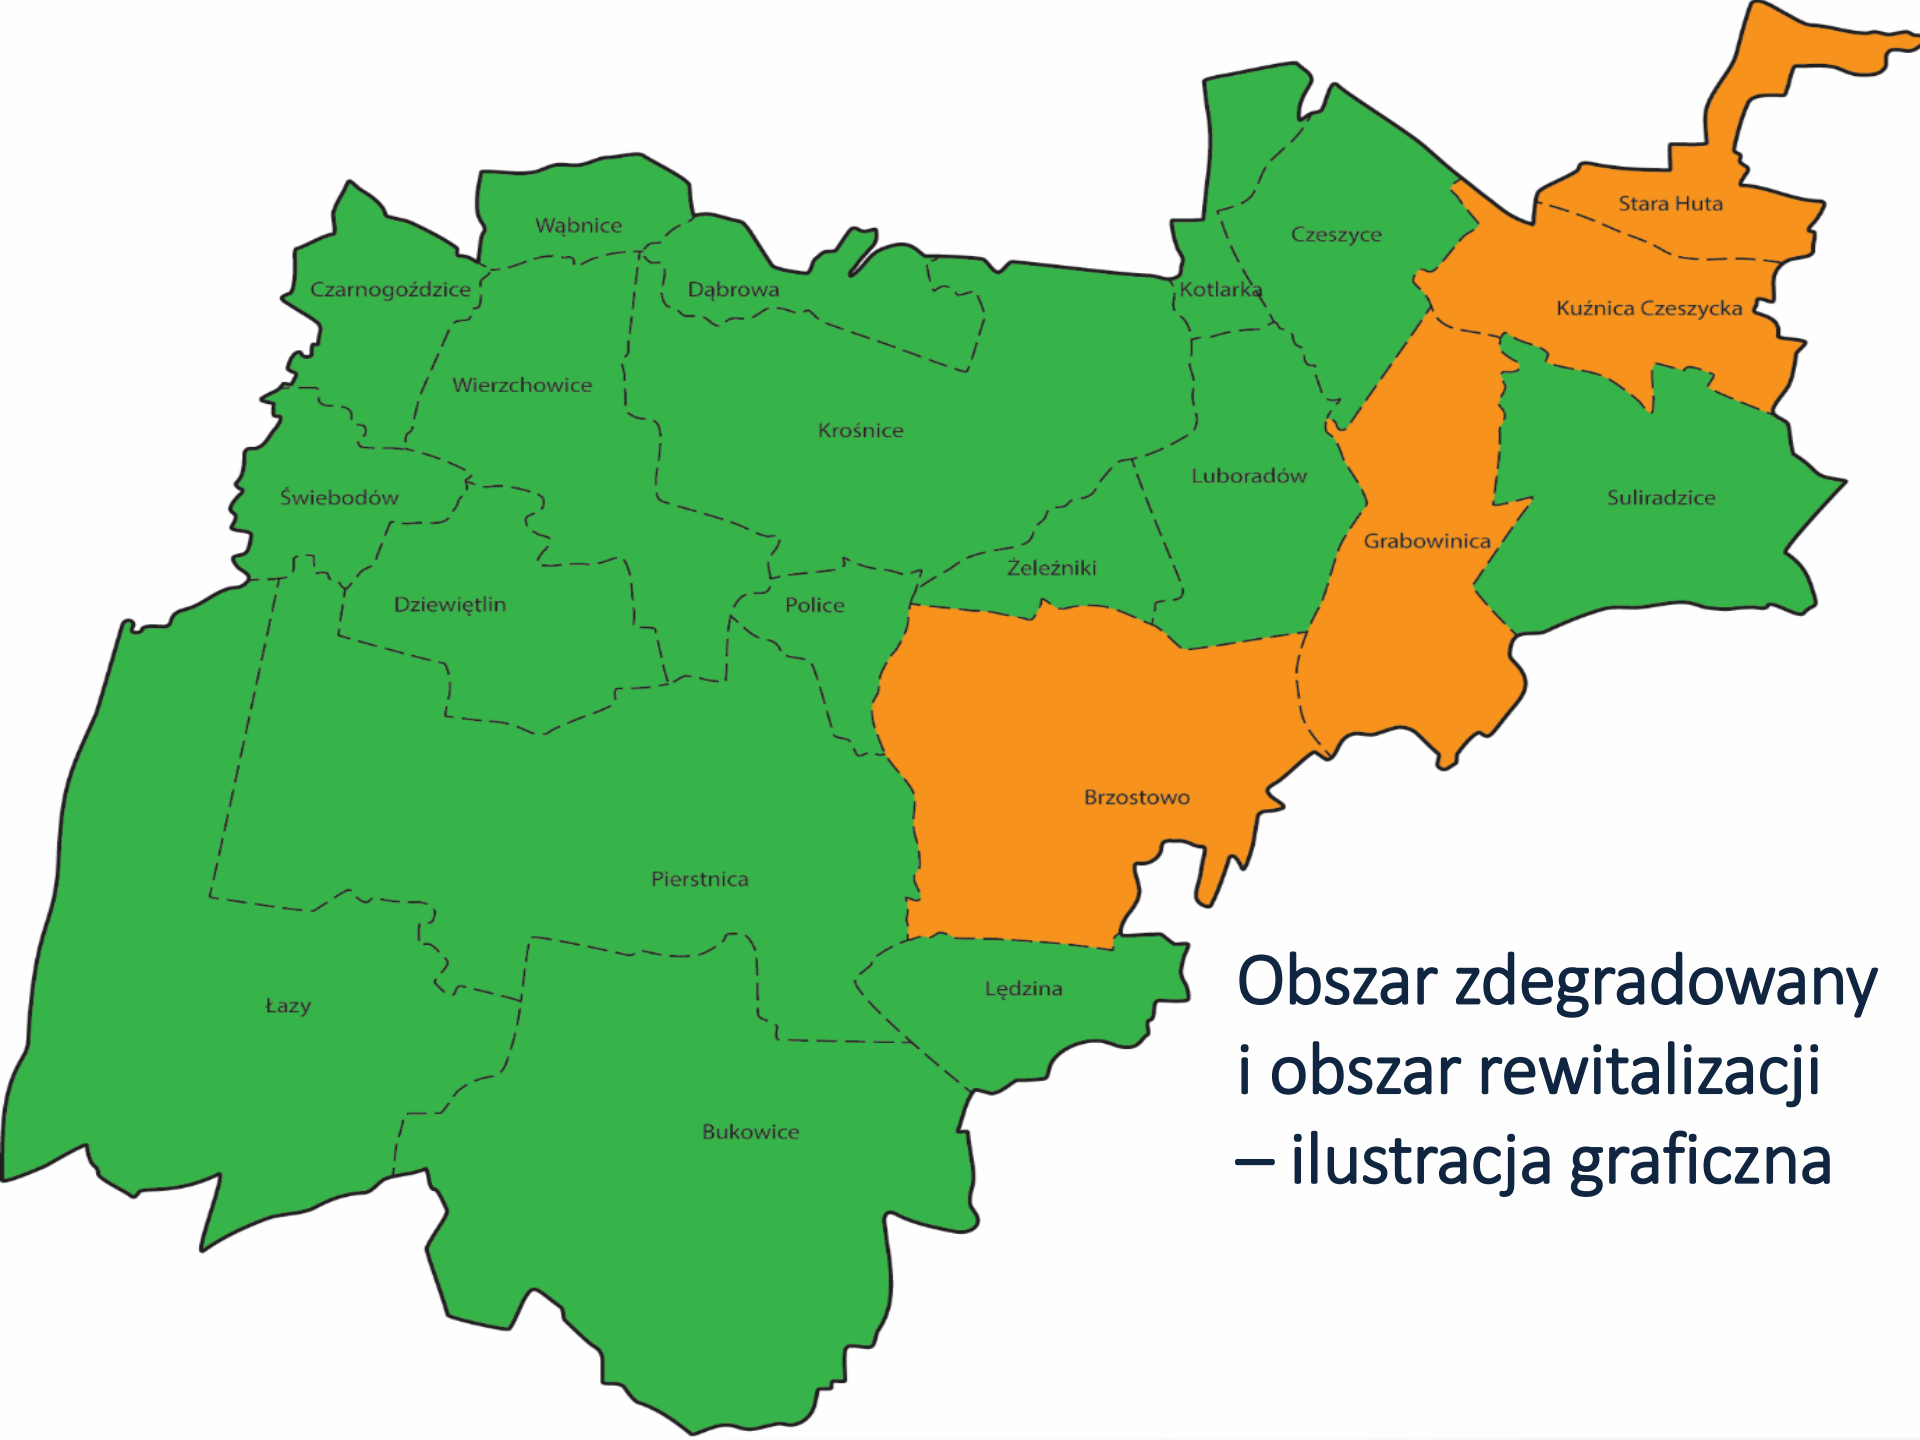 Stara Huta
Wąbnice
Czeszyce
Czarnogoździce
Dąbrowa
Kotlarka
Kuźnica Czeszycka
Wierzchowice
Krośnice
Luboradów
Świebodów
Suliradzice
Grabowinica
Żeleźniki
Dziewiętlin
Police
Brzostowo
Pierstnica
Lędzina
Łazy
Bukowice
Obszar zdegradowany
i obszar rewitalizacji
– ilustracja graficzna